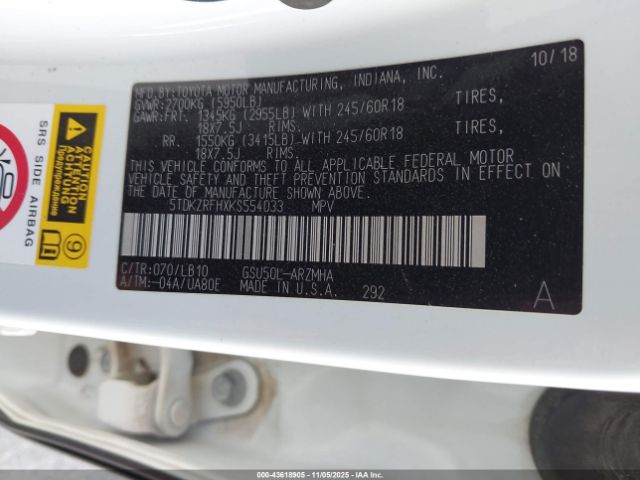 10/18
MFD.BY:TOYOTA MOTOR MANUFACTURING, INDIANA, INC.
GVWR:2700KG (5950LB)
GAWR:FRT. 1345KG (2955LB) WITH 245/60R18 TIRES,
18X7.5J RIMS.
RR. 1550KG (3415LB) WITH 245/60R18 TIRES,
18X7.5J RIMS.
THIS VEHICLE CONFORMS TO ALL APPLICABLE FEDERAL MOTOR
VEHICLE SAFETY AND THEFT PREVENTION STANDARDS IN EFFECT ON
THE DATE OF MANUFACTURE SHOWN ABOVE.
5TDKZRFHXKS554033 MPV
C/TR:070/LB10 GSU50L-ARZMHA
A/TM:-04A/UA80E MADE IN U.S.A. 292 A
SRS SIDE AIRBAG
9
000-43618905 - 11/05/2025 - IAAI.COM